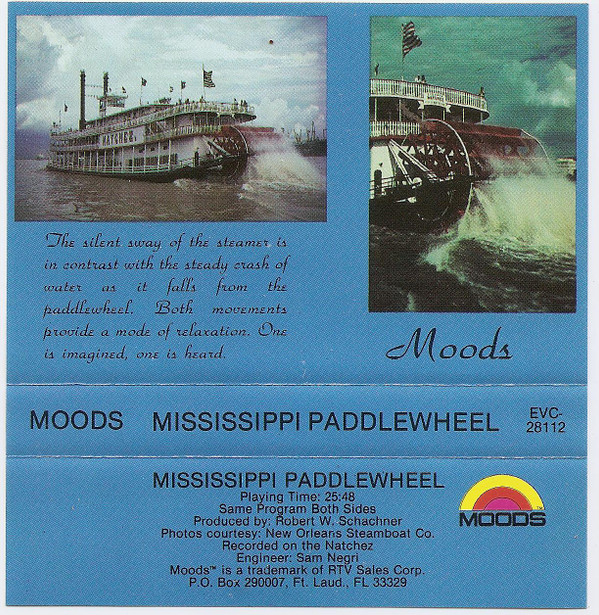 NATCHEZ
The silent sway of the steamer is
in contrast with the steady crash of
water as it falls from the
paddlewheel. Both movements
provide a mode of relaxation. One
is imagined, one is heard.
Moods
MOODS MISSISSIPPI PADDLEWHEEL EVC-
28112
MISSISSIPPI PADDLEWHEEL
Playing Time: 25:48
Same Program Both Sides
Produced by: Robert W. Schachner
Photos courtesy: New Orleans Steamboat Co.
Recorded on the Natchez
Engineer: Sam Negri
Moods™ is a trademark of RTV Sales Corp.
P.O. Box 290007, Ft. Laud., FL 33329
MOODS™